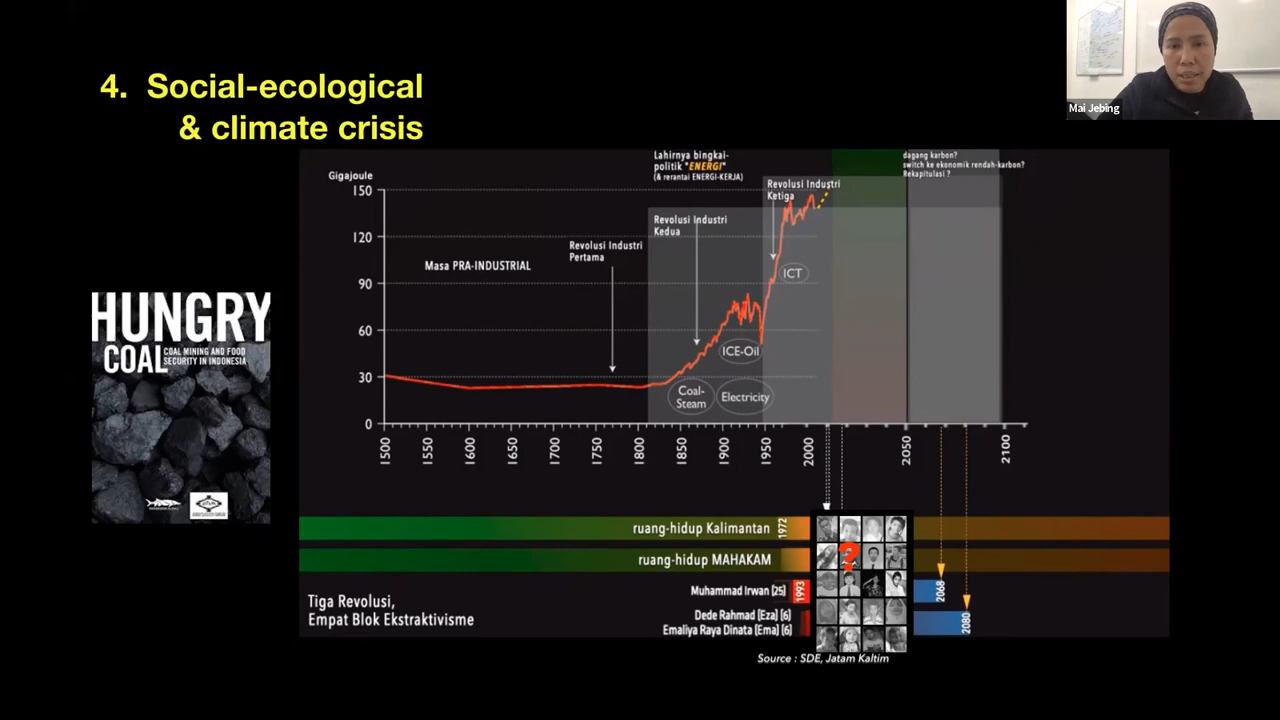 4. Social-ecological
& climate crisis
Mai Jebing
Gigajoule
150
120
90
60
30
0
Lahirnya bingkai-
politik "ENERGI"
(& rerantai ENERGI-KERJA)
dagang karbon?
switch ke ekonomik rendah-karbon?
Rekapitulasi ?
Revolusi Industri
Ketiga
Revolusi Industri
Kedua
Revolusi Industri
Pertama
Masa PRA-INDUSTRIAL
ICT
ICE-Oil
Coal-
Steam
Electricity
1500
1550
1600
1650
1700
1750
1800
1850
1900
1950
2000
2050
2100
HUNGRY
COAL
COAL MINING AND FOOD
SECURITY IN INDONESIA
ruang-hidup Kalimantan
1972
ruang-hidup MAHAKAM
?
Muhammad Irwan (25)
1993
2068
Tiga Revolusi,
Empat Blok Ekstraktivisme
Dede Rahmad (Eza) (6)
Emaliya Raya Dinata (Ema) (6)
2080
Source : SDE, Jatam Kaltim